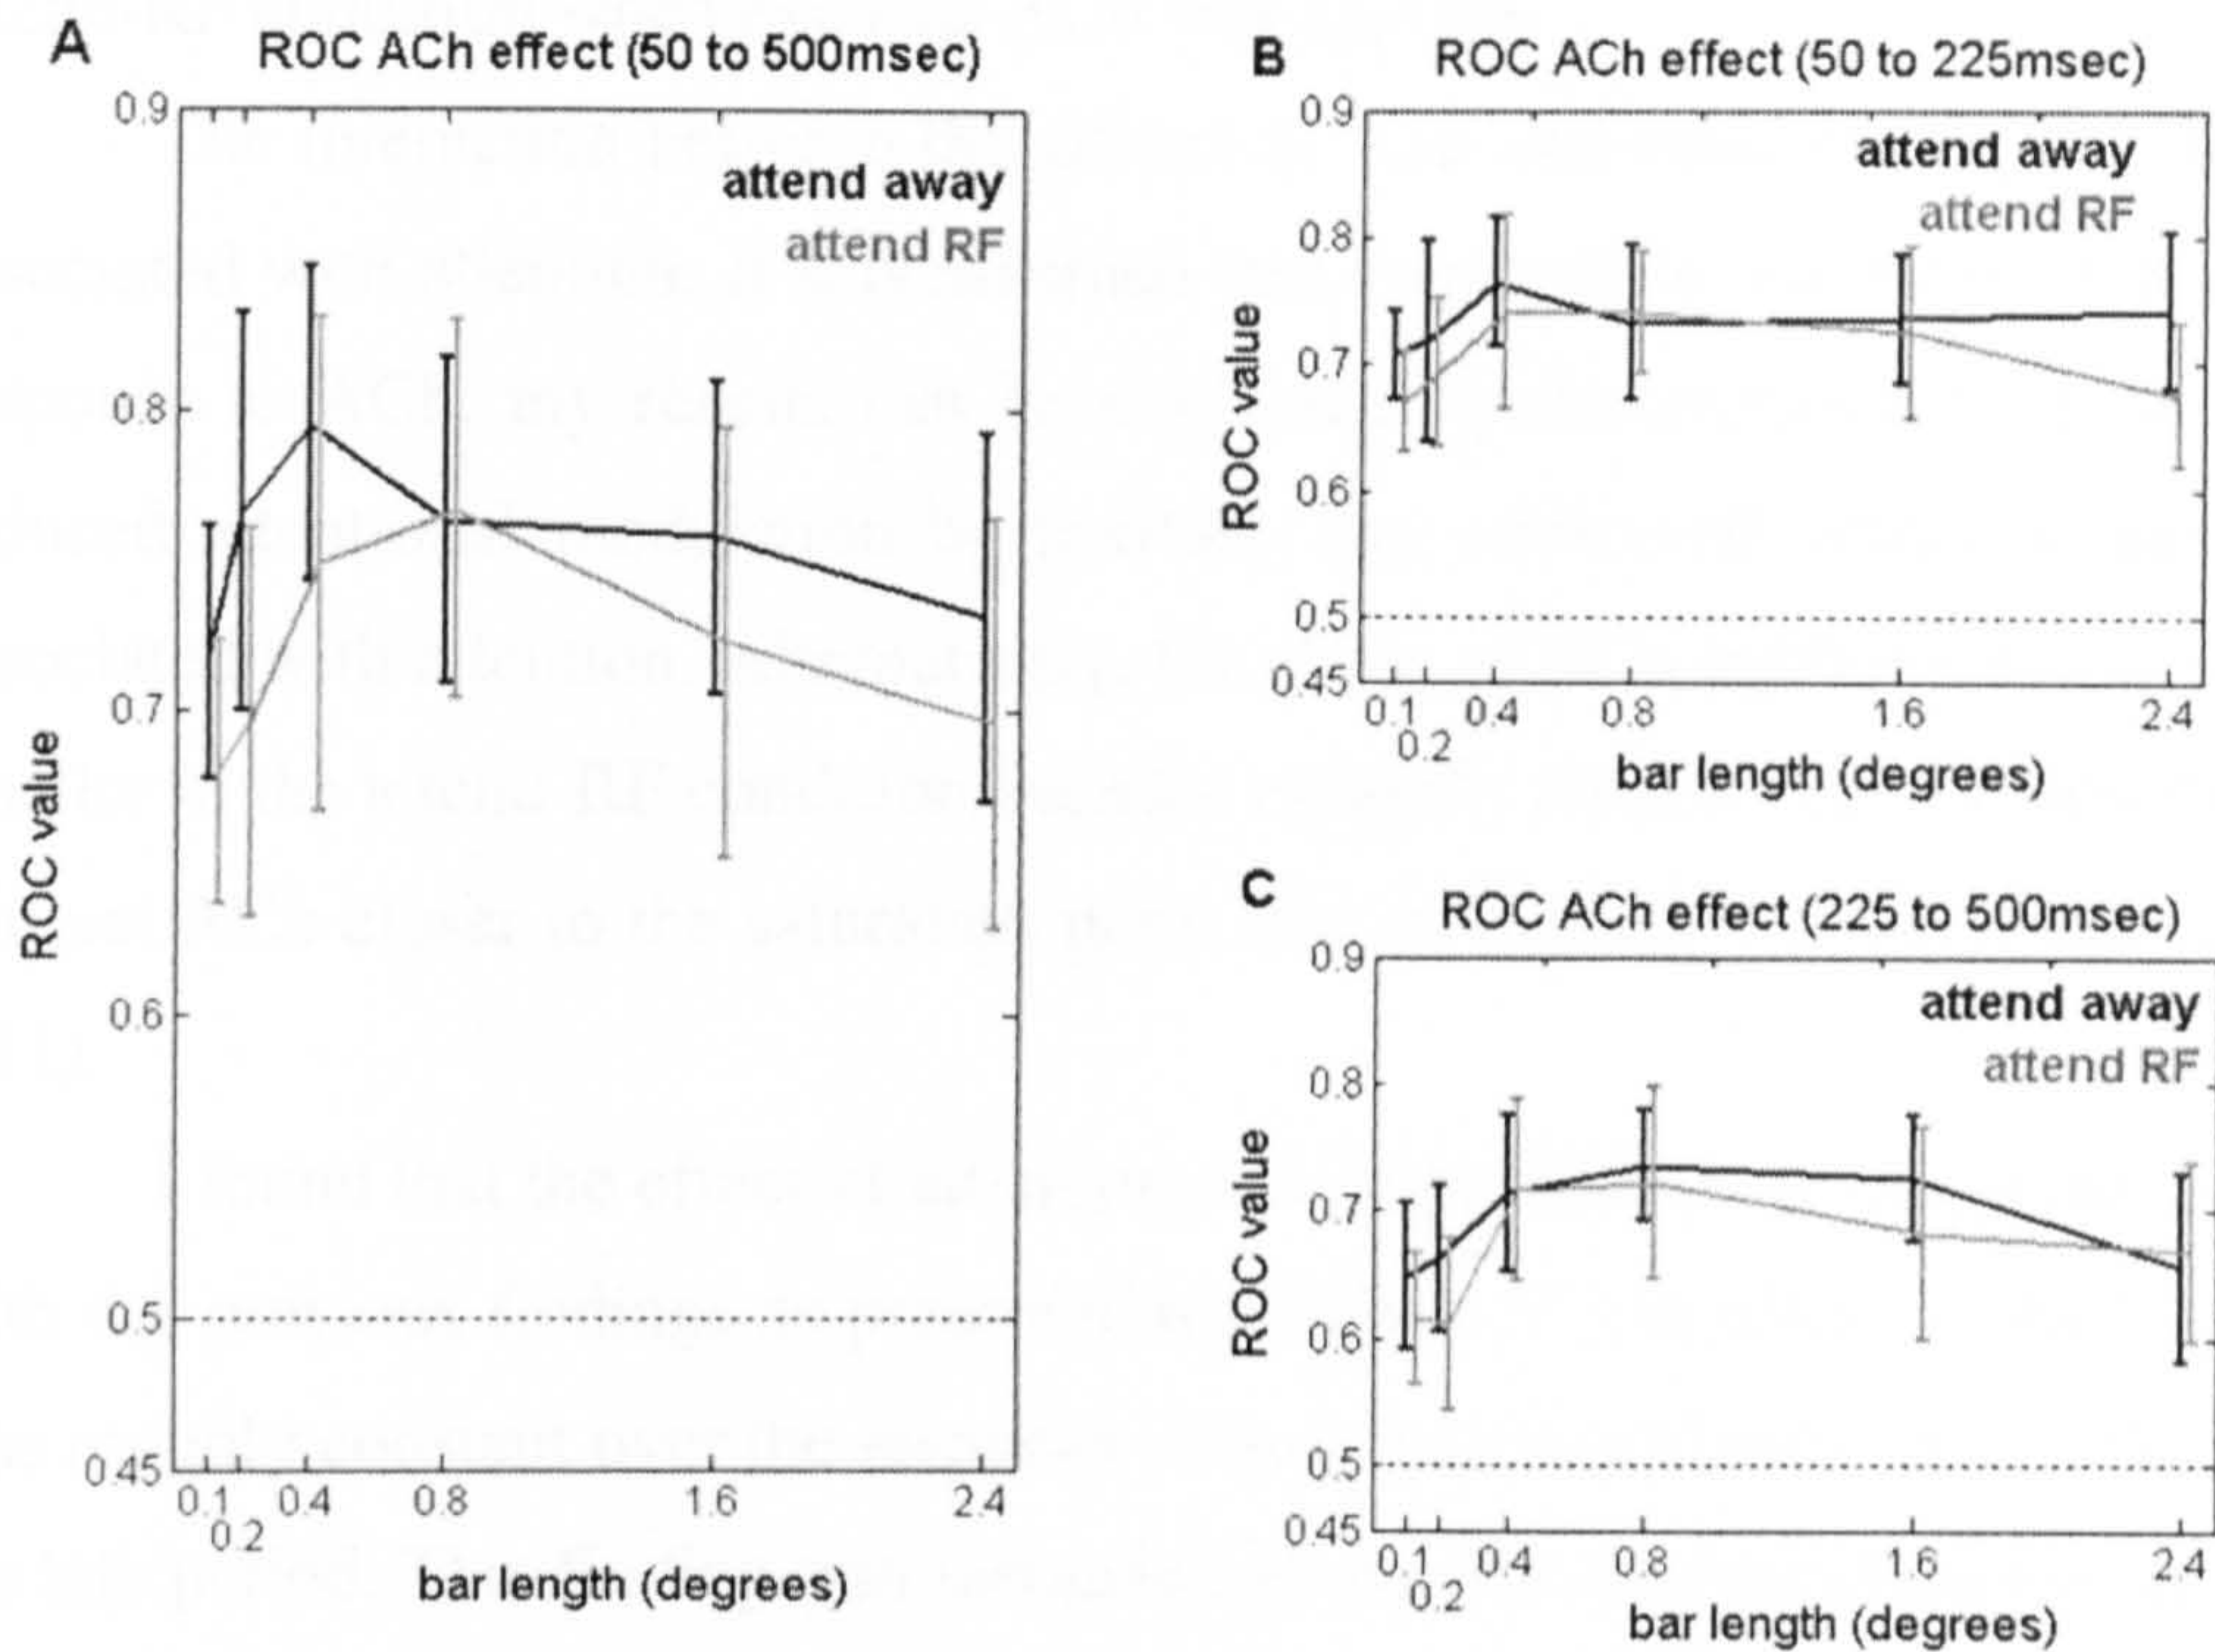 A
ROC ACh effect (50 to 500msec)
attend away
attend RF
0.9
0.8
0.7
0.6
0.5
0.45
ROC value
0.1 0.4 0.8 1.6 2.4
0.2
bar length (degrees)
B
ROC ACh effect (50 to 225msec)
attend away
attend RF
0.9
0.8
0.7
0.6
0.5
0.45
ROC value
0.1 0.4 0.8 1.6 2.4
0.2
bar length (degrees)
C
ROC ACh effect (225 to 500msec)
attend away
attend RF
0.9
0.8
0.7
0.6
0.5
0.45
ROC value
0.1 0.4 0.8 1.6 2.4
0.2
bar length (degrees)